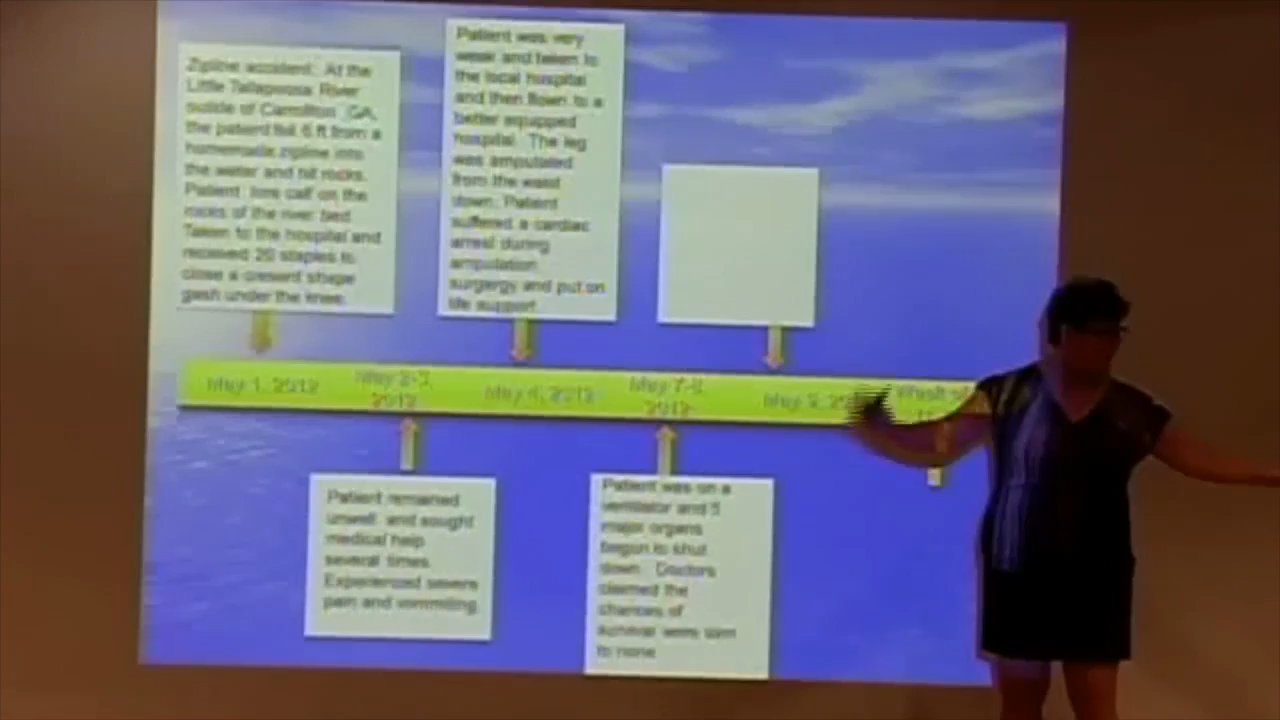 Zipline accident: At the
Little Tallapoosa River
outside of Carrollton, GA,
the patient fell 6 ft from a
homemade zipline into
the water and hit rocks.
Patient tore calf on the
rocks of the river bed
Taken to the hospital and
received 20 staples to
close a cresent shape
gash under the knee.
Patient was very
weak and taken to
the local hospital
and then flown to a
better equipped
hospital. The leg
was amputated
from the waist
down. Patient
suffered a cardiac
arrest during
amputation
surgergy and put on
life support.
May 1, 2012
May 2-3
2012
May 4, 2012
May 7-8
2012
May 9,
Patient remained
unwell and sought
medical help
several times.
Experienced severe
pain and vommiting.
Patient was on a
ventilator and 5
major organs
begun to shut
down. Doctors
claimed the
chances of
survival were slim
to none